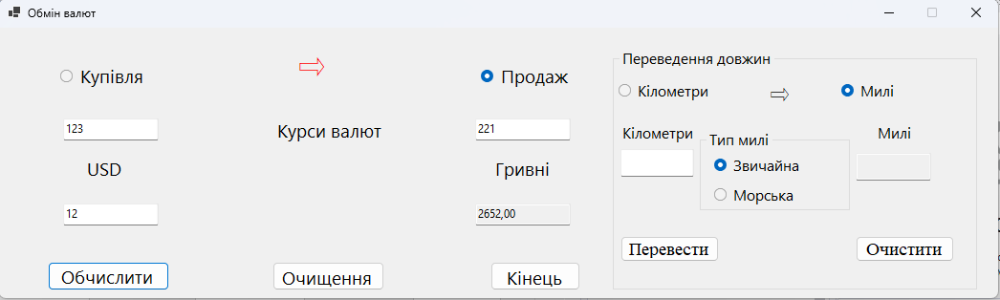 Обмін валют
Купівля
⇨
Продаж
123
Курси валют
221
USD
Гривні
12
2652,00
Обчислити
Очищення
Кінець
Переведення довжин
Кілометри
⇨
Милі
Кілометри
Милі
Тип милі
Звичайна
Морська
Перевести
Очистити